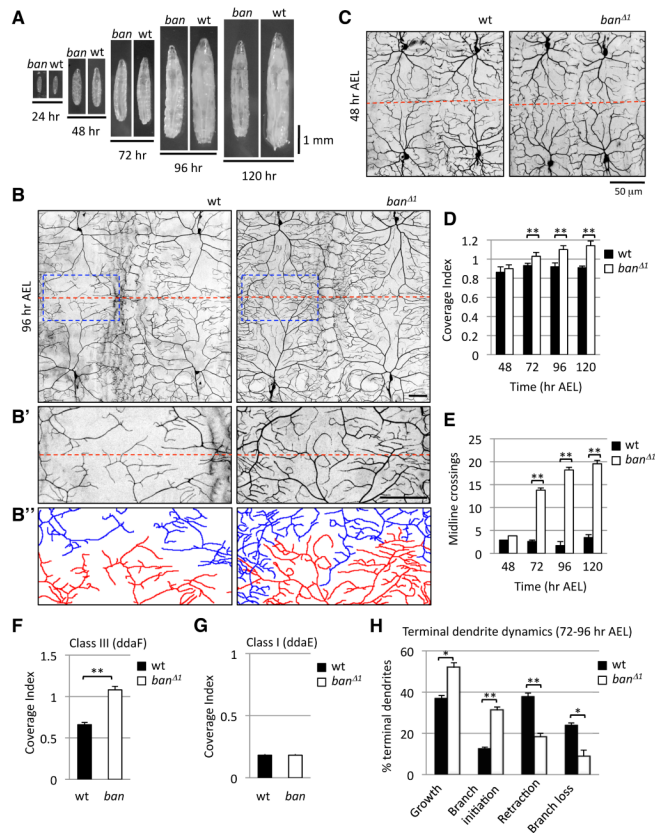 A
ban wt
ban wt
ban wt
ban wt
ban wt
24 hr
48 hr
72 hr
96 hr
120 hr
1 mm
B
wt
banΔ1
96 hr AEL
B'
B''
C
wt
banΔ1
48 hr AEL
50 μm
D
wt
banΔ1
Coverage Index
1.2
1
0.8
0.6
0.4
0.2
0
** ** **
48 72 96 120
Time (hr AEL)
E
wt
banΔ1
Midline crossings
25
20
15
10
5
0
** ** **
48 72 96 120
Time (hr AEL)
F
Class III (ddaF)
wt
banΔ1
Coverage Index
1.5
1
0.5
0
**
wt ban
G
Class I (ddaE)
wt
banΔ1
Coverage Index
1
0.5
0
wt ban
H
Terminal dendrite dynamics (72-96 hr AEL)
wt
banΔ1
% terminal dendrites
60
40
20
0
* ** ** *
Growth
Branch initiation
Retraction
Branch loss